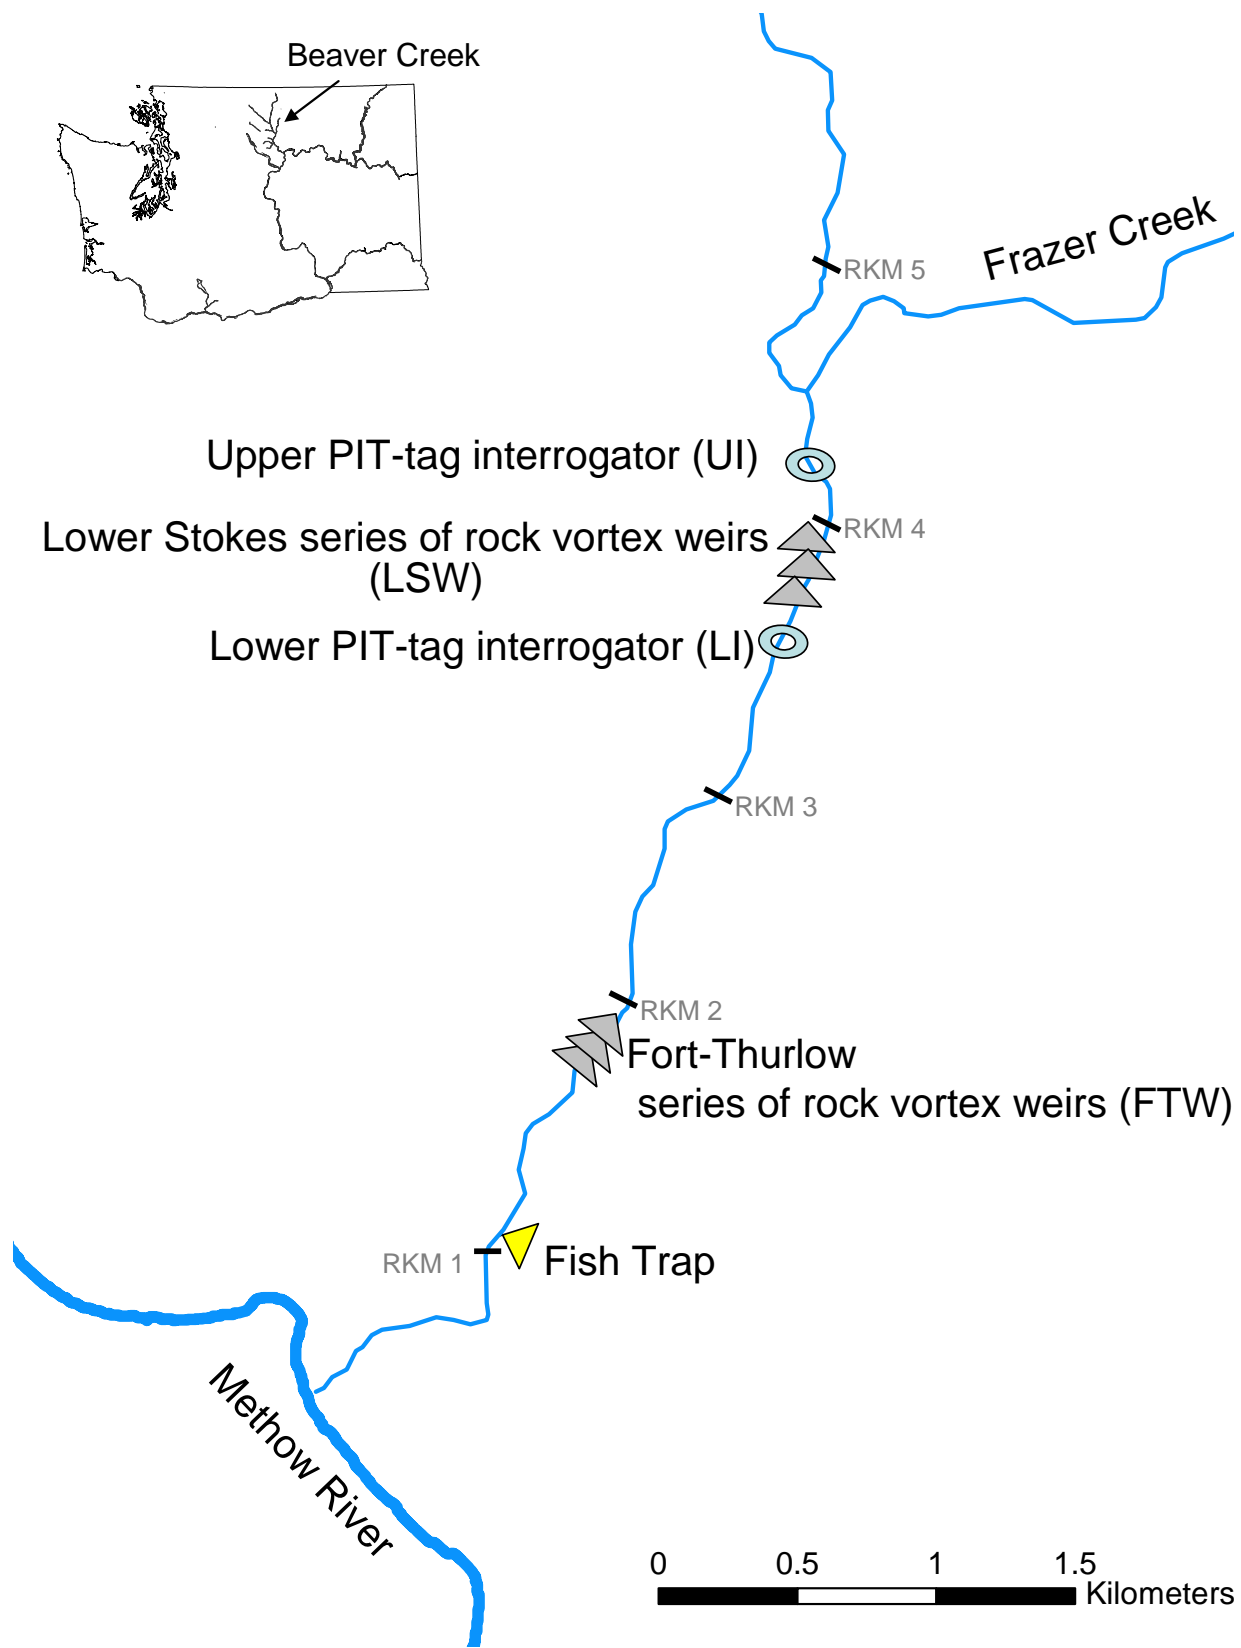 Beaver Creek
Frazer Creek
RKM 5
Upper PIT-tag interrogator (UI)
RKM 4
Lower Stokes series of rock vortex weirs
(LSW)
Lower PIT-tag interrogator (LI)
RKM 3
RKM 2
Fort-Thurlow
series of rock vortex weirs (FTW)
RKM 1
Fish Trap
Methow River
0 0.5 1 1.5
Kilometers